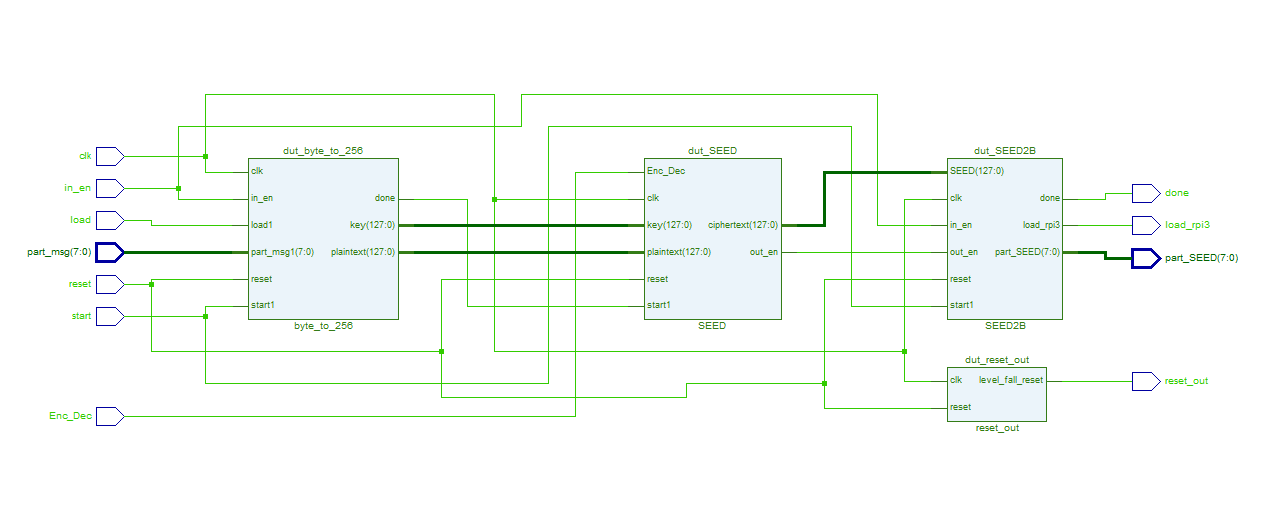 clk
in_en
load
part_msg(7:0)
reset
start
Enc_Dec
dut_byte_to_256
clk
in_en
load1
part_msg1(7:0)
reset
start1
done
key(127:0)
plaintext(127:0)
byte_to_256
dut_SEED
Enc_Dec
clk
key(127:0)
plaintext(127:0)
reset
start1
ciphertext(127:0)
out_en
SEED
dut_SEED2B
SEED(127:0)
clk
in_en
out_en
reset
start1
done
load_rpi3
part_SEED(7:0)
SEED2B
dut_reset_out
clk
reset
level_fall_reset
reset_out
done
load_rpi3
part_SEED(7:0)
reset_out